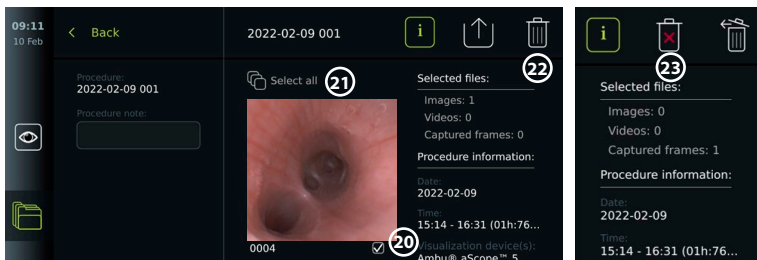 09:11
10 Feb
Back
2022-02-09 001
i
22
Procedure:
2022-02-09 001
Procedure note:
Select all
21
Selected files:
Images: 1
Videos: 0
Captured frames: 0
Procedure information:
Date:
2022-02-09
Time:
15:14 - 16:31 (01h:76...
Visualization device(s):
Ambu® aScope™ 5
0004
20
i
23
Selected files:
Images: 0
Videos: 0
Captured frames: 1
Procedure information:
Date:
2022-02-09
Time:
15:14 - 16:31 (01h:76...